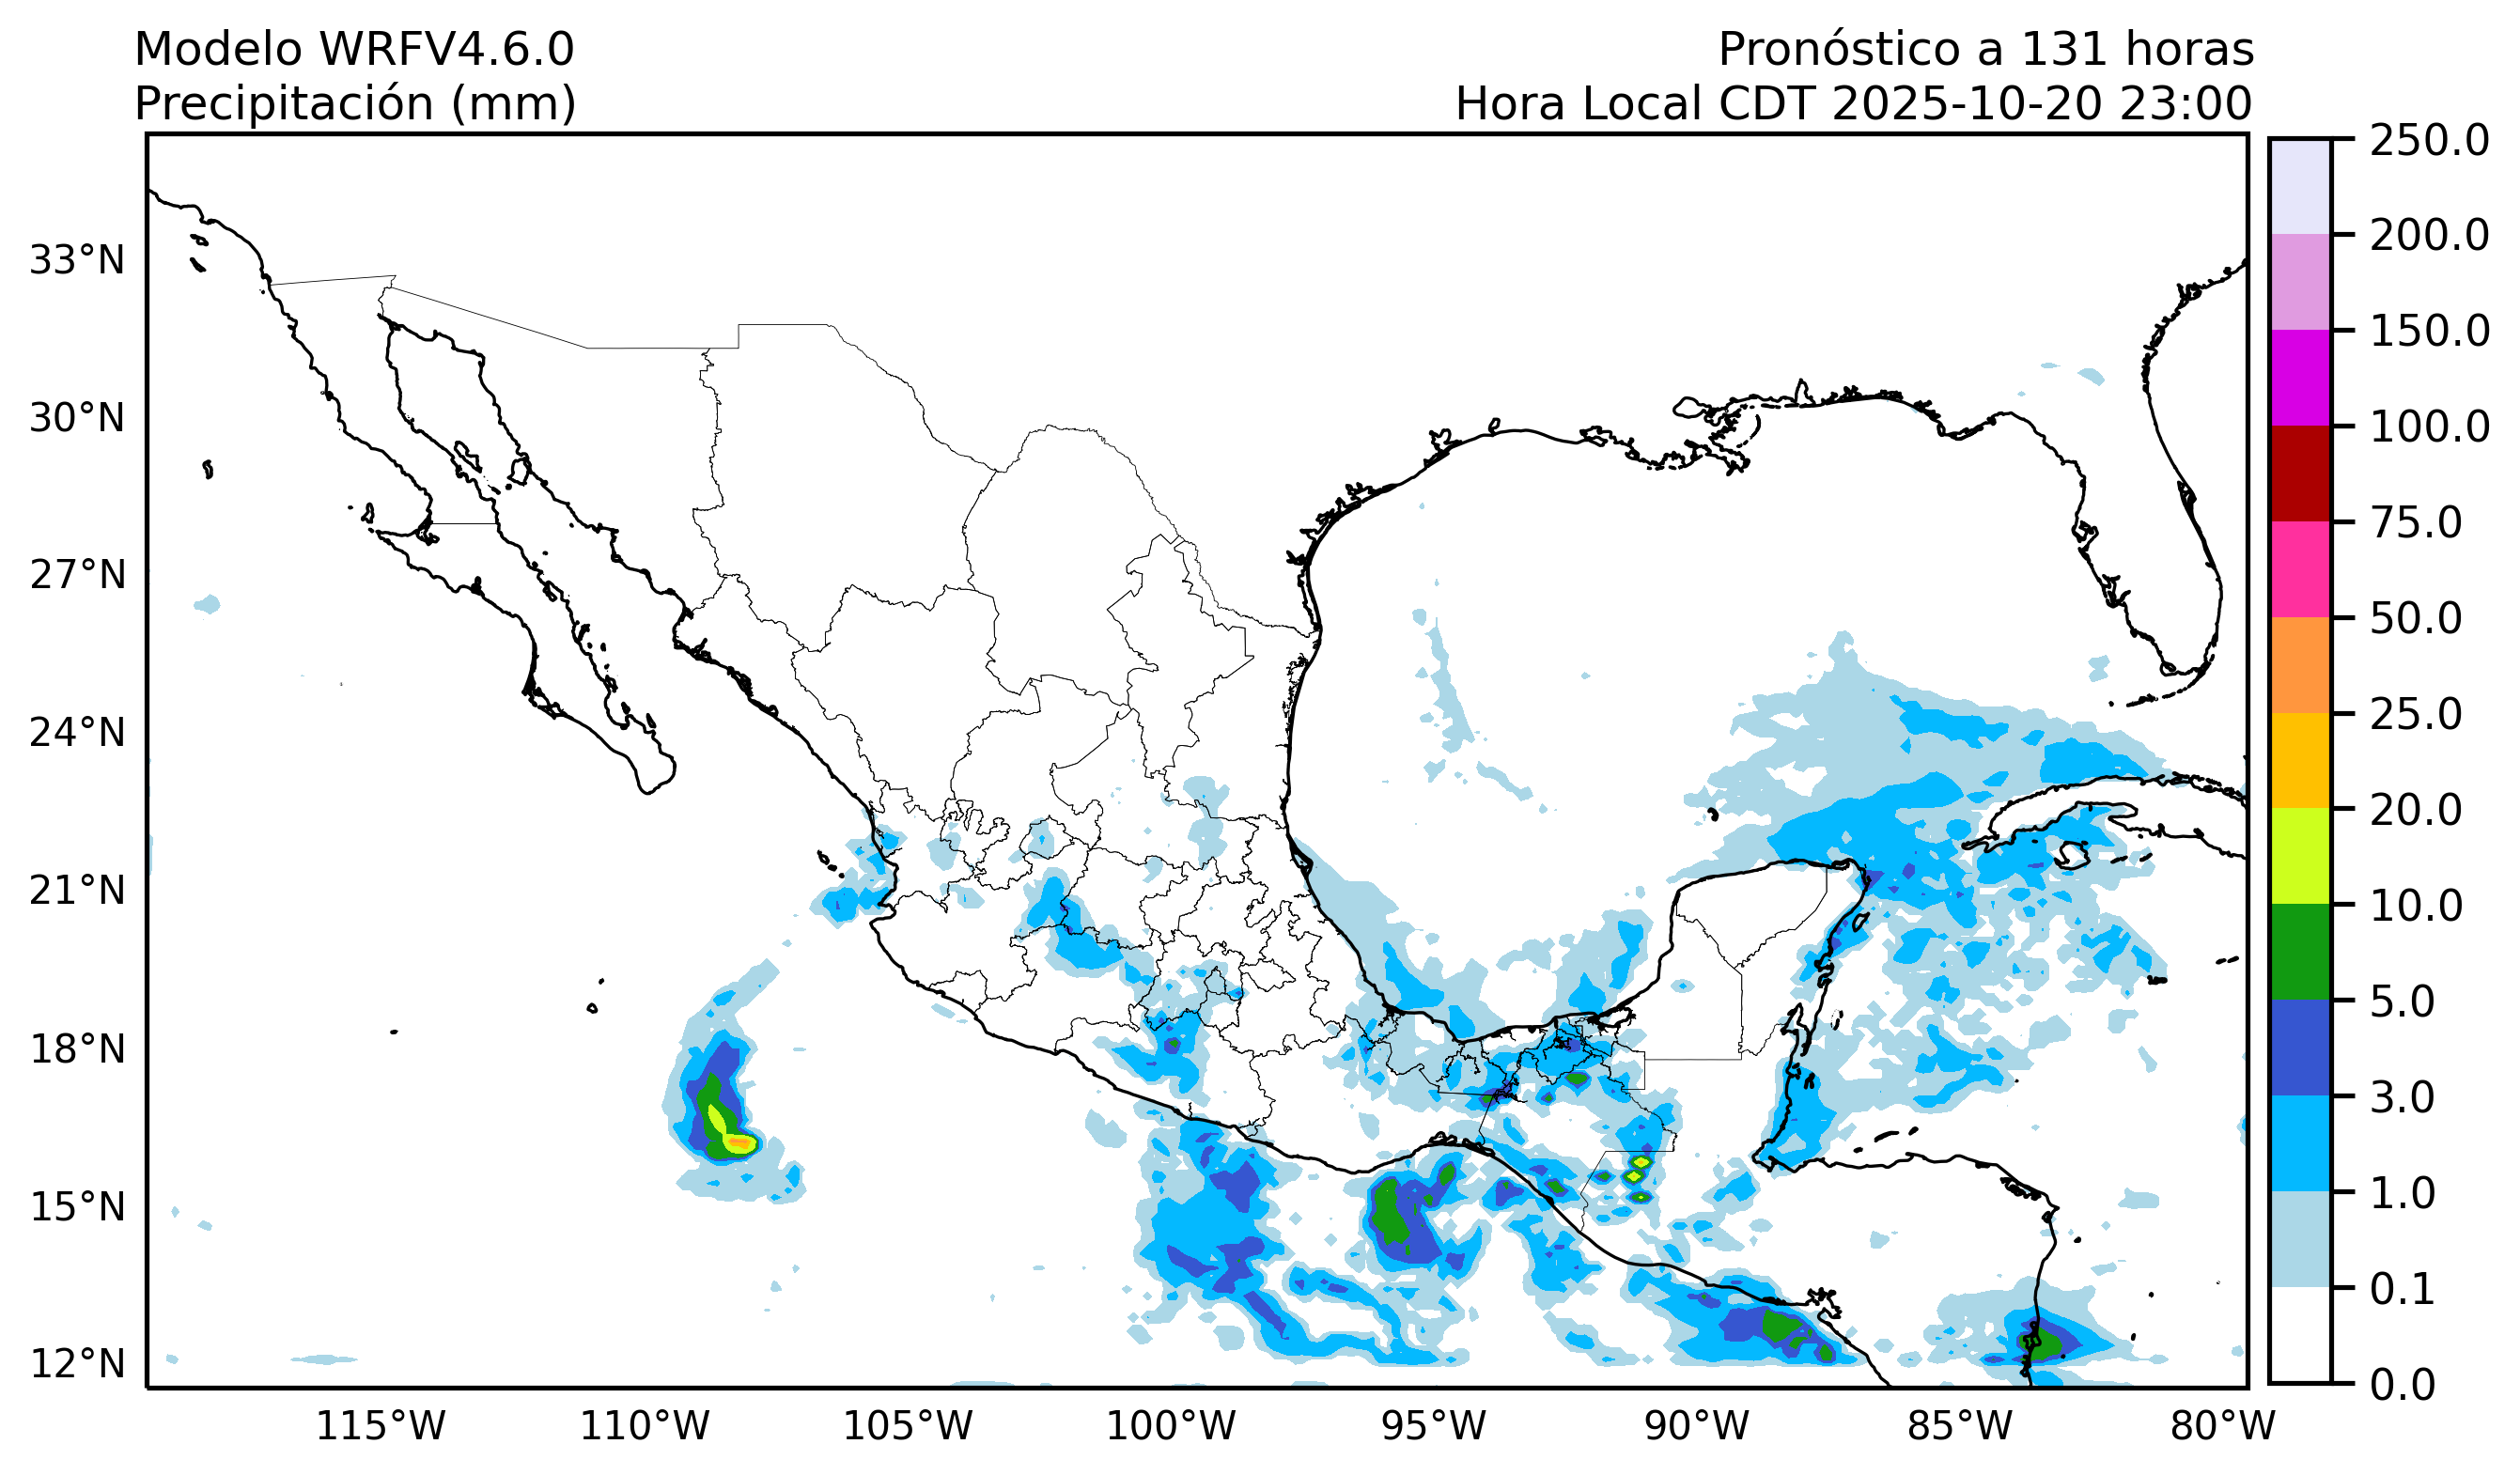 Modelo WRFV4.6.0
Precipitación (mm)
Pronóstico a 131 horas
Hora Local CDT 2025-10-20 23:00
33°N
30°N
27°N
24°N
21°N
18°N
15°N
12°N
115°W
110°W
105°W
100°W
95°W
90°W
85°W
80°W
250.0
200.0
150.0
100.0
75.0
50.0
25.0
20.0
10.0
5.0
3.0
1.0
0.1
0.0